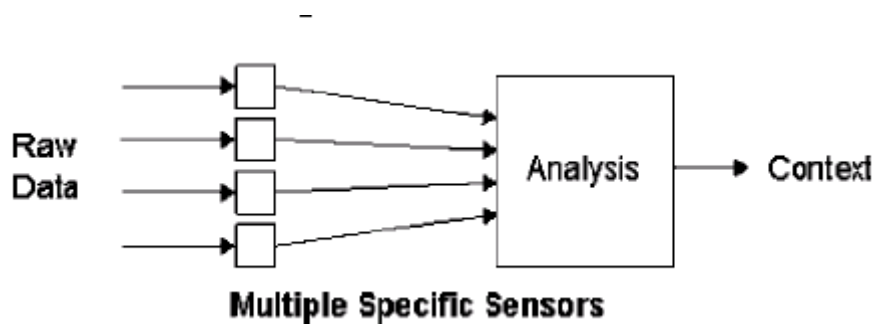 Raw
Data
Analysis
Context
Multiple Specific Sensors